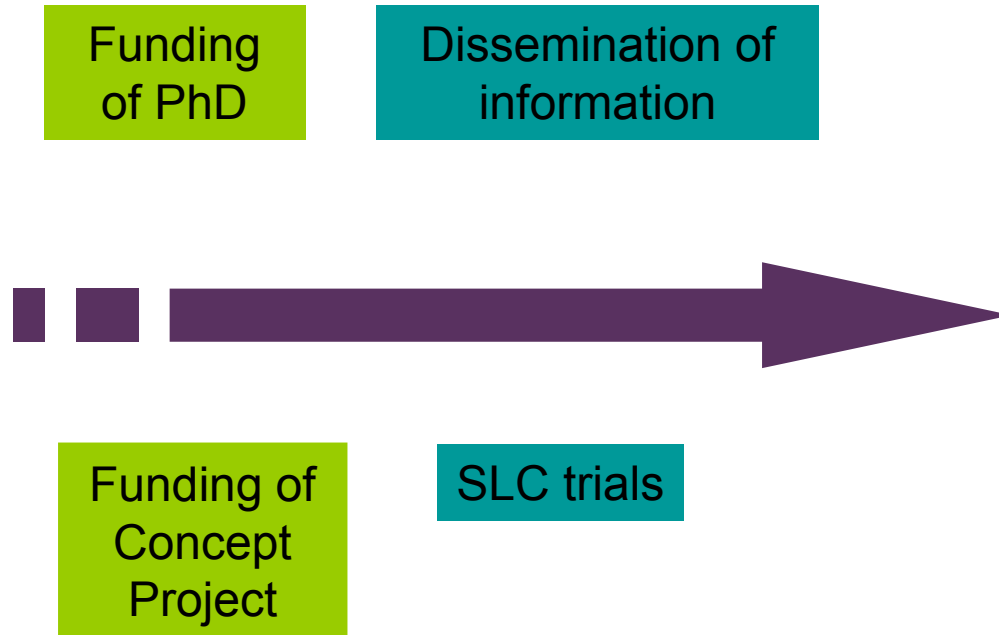 Funding
of PhD
Dissemination of
information
Funding of
Concept
Project
SLC trials